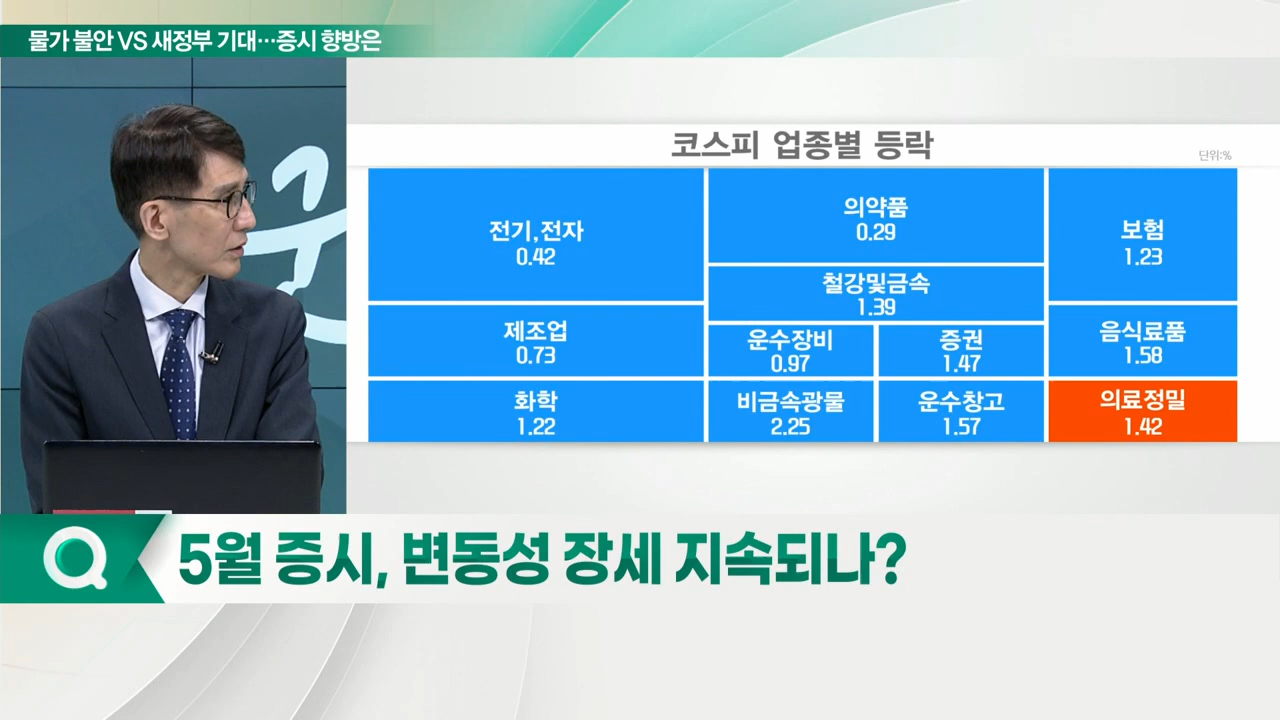 물가 불안 VS 새정부 기대…증시 향방은
코스피 업종별 등락
단위:%
전기,전자
0.42
의약품
0.29
보험
1.23
철강및금속
1.39
제조업
0.73
운수장비
0.97
증권
1.47
음식료품
1.58
화학
1.22
비금속광물
2.25
운수창고
1.57
의료정밀
1.42
Q 5월 증시, 변동성 장세 지속되나?